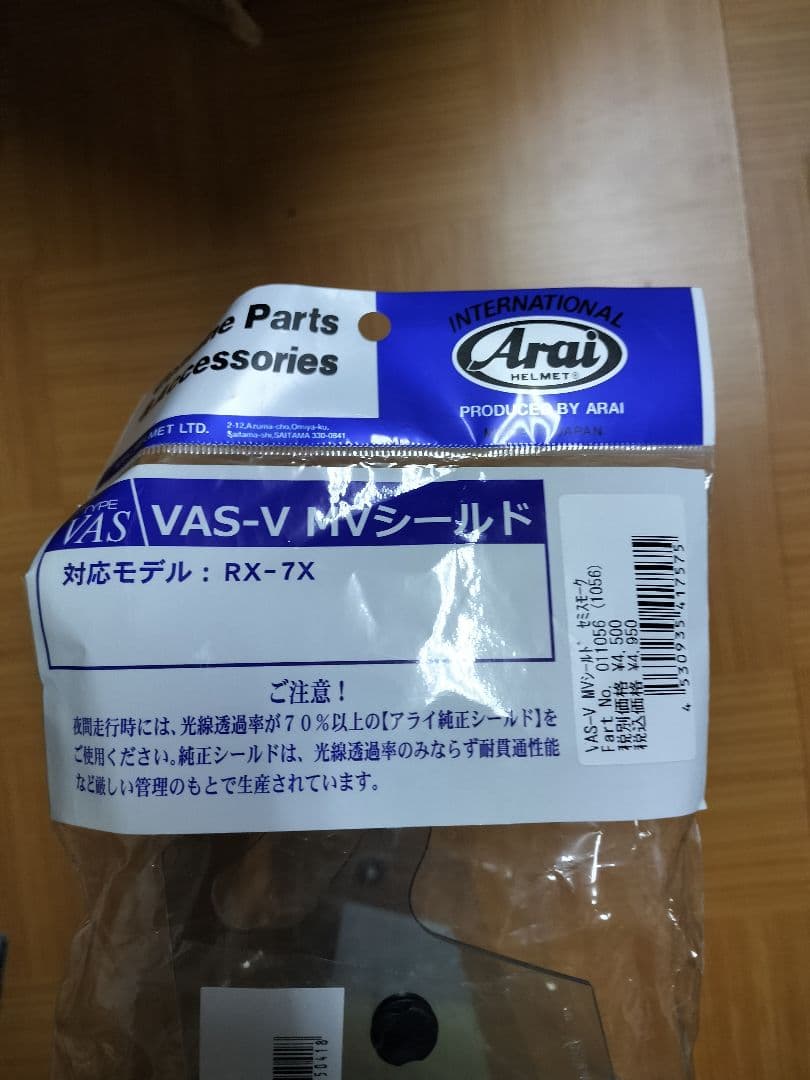 Parts
Accessories
INTERNATIONAL
Arai
HELMET®
PRODUCED BY ARAI
JAPAN
LTD.
2-12,Azuma-cho,Omiya-ku,
Saitama-shi,SAITAMA 330-0841
TYPE
VAS
VAS-V MVシールド
対応モデル：RX-7X
ご注意！
夜間走行時には、光線透過率が70％以上の【アライ純正シールド】を
ご使用ください。純正シールドは、光線透過率のみならず耐貫通性能
など厳しい管理のもとで生産されています。
VAS-V MVシールド セミスモーク
Part No. 011056 (1056)
税別価格 ¥4,500
税込価格 ¥4,950
4 530935 417575
50418